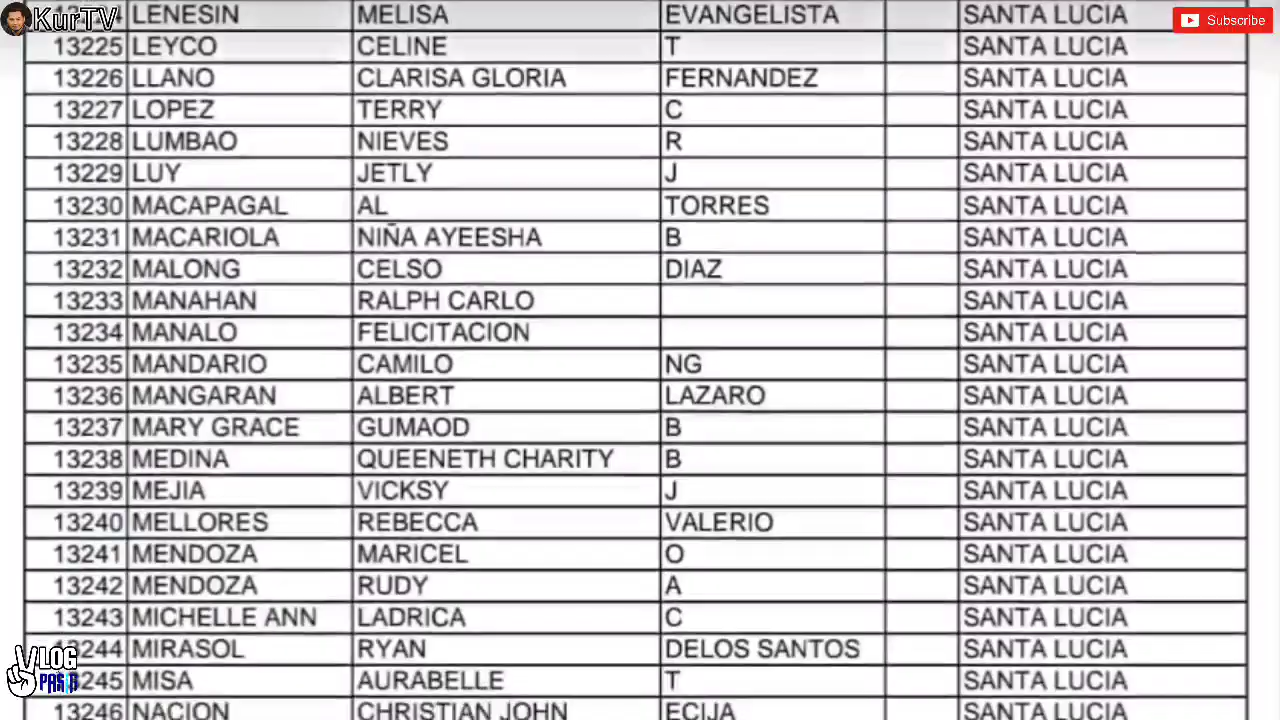 KurTV LENESIN MELISA EVANGELISTA SANTA LUCIA Subscribe
13225 LEYCO CELINE T SANTA LUCIA
13226 LLANO CLARISA GLORIA FERNANDEZ SANTA LUCIA
13227 LOPEZ TERRY C SANTA LUCIA
13228 LUMBAO NIEVES R SANTA LUCIA
13229 LUY JETLY J SANTA LUCIA
13230 MACAPAGAL AL TORRES SANTA LUCIA
13231 MACARIOLA NIÑA AYEESHA B SANTA LUCIA
13232 MALONG CELSO DIAZ SANTA LUCIA
13233 MANAHAN RALPH CARLO SANTA LUCIA
13234 MANALO FELICITACION SANTA LUCIA
13235 MANDARIO CAMILO NG SANTA LUCIA
13236 MANGARAN ALBERT LAZARO SANTA LUCIA
13237 MARY GRACE GUMAOD B SANTA LUCIA
13238 MEDINA QUEENETH CHARITY B SANTA LUCIA
13239 MEJIA VICKSY J SANTA LUCIA
13240 MELLORES REBECCA VALERIO SANTA LUCIA
13241 MENDOZA MARICEL O SANTA LUCIA
13242 MENDOZA RUDY A SANTA LUCIA
13243 MICHELLE ANN LADRICA C SANTA LUCIA
13244 MIRASOL RYAN DELOS SANTOS SANTA LUCIA
VLOG
13245 MISA AURABELLE T SANTA LUCIA
13246 NACION CHRISTIAN JOHN ECIJA SANTA LUCIA